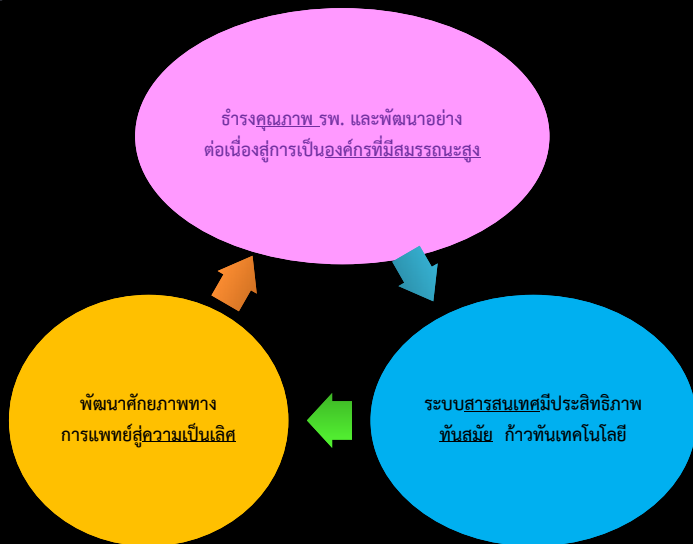 ธำรงคุณภาพ รพ. และพัฒนาอย่าง
ต่อเนื่องสู่การเป็นองค์กรที่มีสมรรถนะสูง
พัฒนาศักยภาพทาง
การแพทย์สู่ความเป็นเลิศ
ระบบสารสนเทศมีประสิทธิภาพ
ทันสมัย ก้าวทันเทคโนโลยี